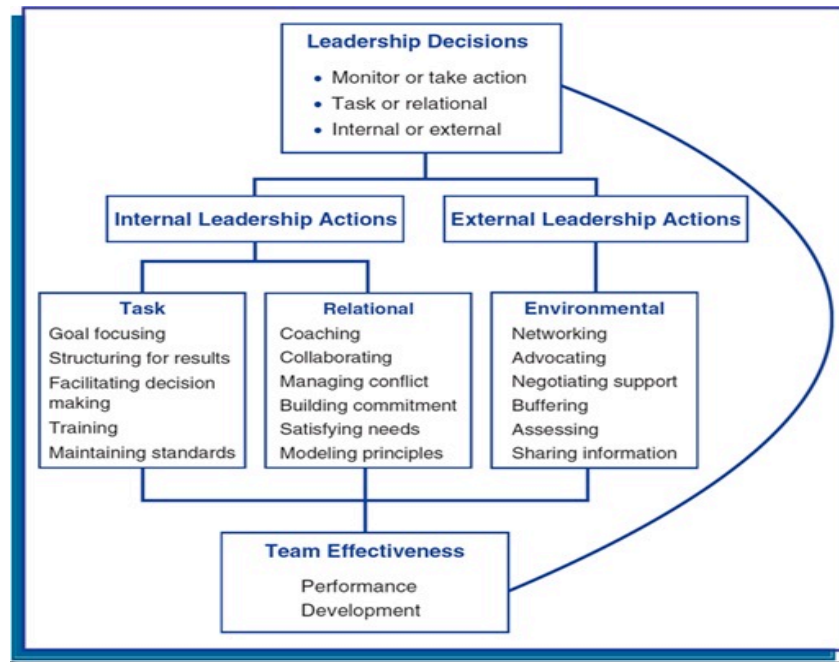 Leadership Decisions
• Monitor or take action
• Task or relational
• Internal or external
Internal Leadership Actions
External Leadership Actions
Task
Goal focusing
Structuring for results
Facilitating decision
making
Training
Maintaining standards
Relational
Coaching
Collaborating
Managing conflict
Building commitment
Satisfying needs
Modeling principles
Environmental
Networking
Advocating
Negotiating support
Buffering
Assessing
Sharing information
Team Effectiveness
Performance
Development